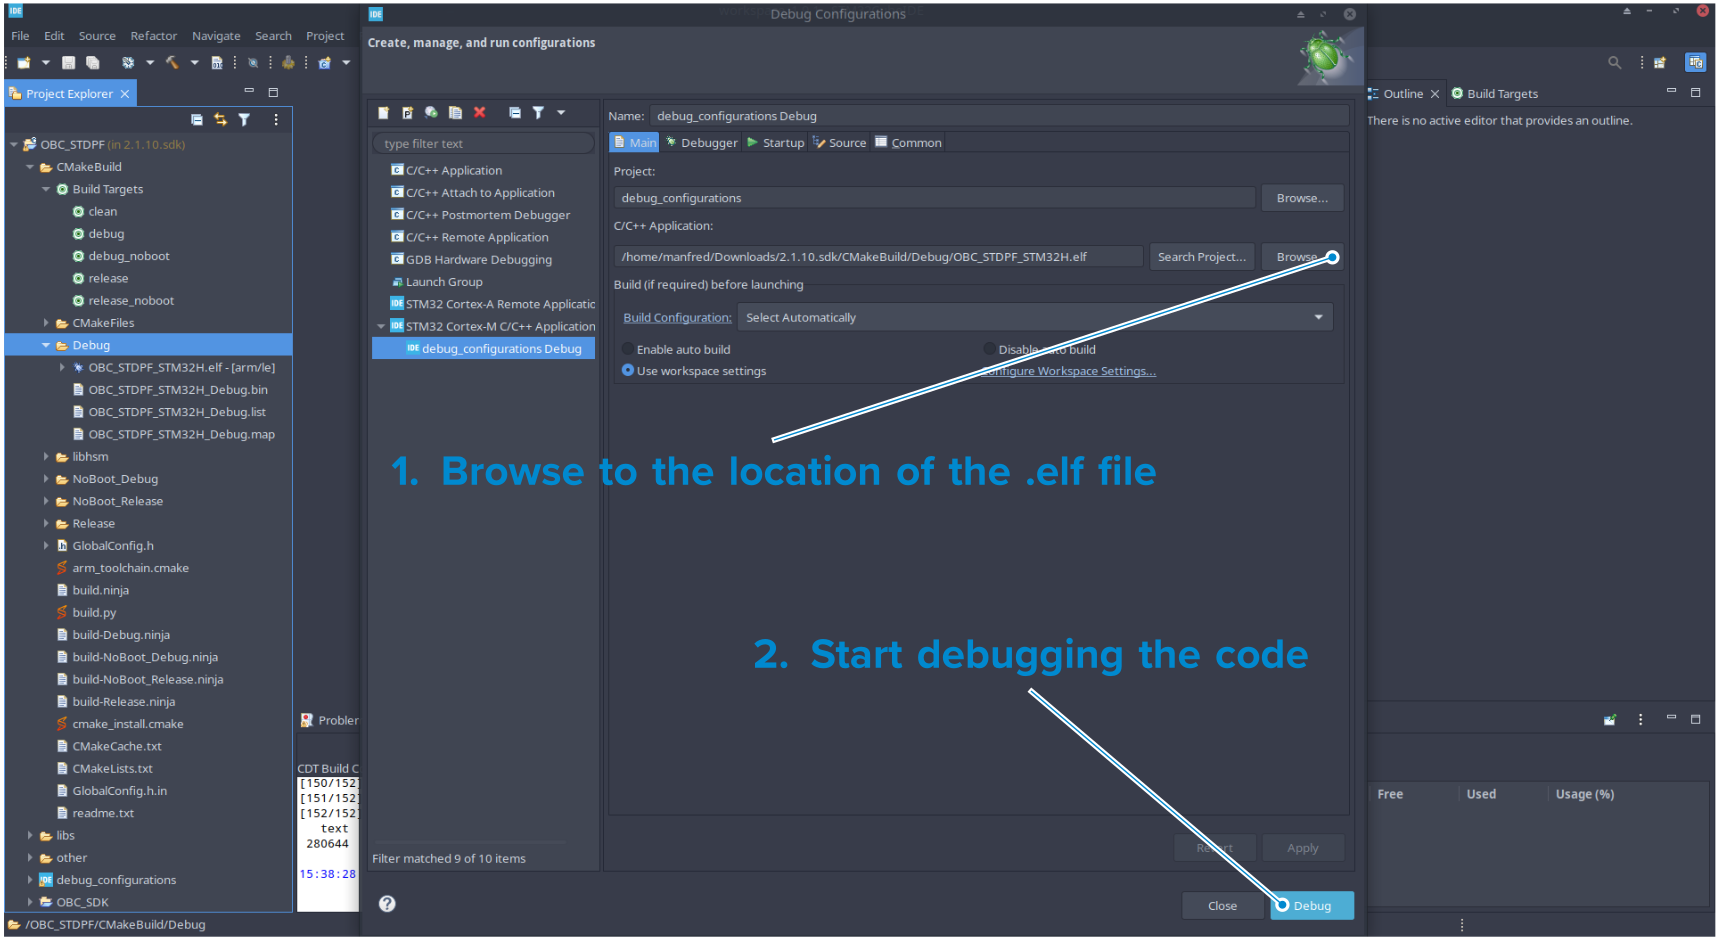 IDE
Debug Configurations
File Edit Source Refactor Navigate Search Project
Create, manage, and run configurations
Project Explorer
OBC_STDPF (in 2.1.10.sdk)
CMakeBuild
Build Targets
clean
debug
debug_noboot
release
release_noboot
CMakeFiles
Debug
OBC_STDPF_STM32H.elf - [arm/le]
OBC_STDPF_STM32H_Debug.bin
OBC_STDPF_STM32H_Debug.list
OBC_STDPF_STM32H_Debug.map
libhsm
NoBoot_Debug
NoBoot_Release
Release
GlobalConfig.h
arm_toolchain.cmake
build.ninja
build.py
build-Debug.ninja
build-NoBoot_Debug.ninja
build-NoBoot_Release.ninja
build-Release.ninja
cmake_install.cmake
CMakeCache.txt
CMakeLists.txt
GlobalConfig.h.in
readme.txt
libs
other
debug_configurations
OBC_SDK
/OBC_STDPF/CMakeBuild/Debug
Problem
CDT Build C
[150/152]
[151/152]
[152/152]
text
280644
15:38:28
type filter text
C/C++ Application
C/C++ Attach to Application
C/C++ Postmortem Debugger
C/C++ Remote Application
GDB Hardware Debugging
Launch Group
STM32 Cortex-A Remote Applicatic
STM32 Cortex-M C/C++ Application
debug_configurations Debug
Filter matched 9 of 10 items
Name: debug_configurations Debug
Main Debugger Startup Source Common
Project:
debug_configurations Browse...
C/C++ Application:
/home/manfred/Downloads/2.1.10.sdk/CMakeBuild/Debug/OBC_STDPF_STM32H.elf Search Project... Browse...
Build (if required) before launching
Build Configuration: Select Automatically
Enable auto build Disable auto build
Use workspace settings Configure Workspace Settings...
1. Browse to the location of the .elf file
2. Start debugging the code
Revert Apply
Close Debug
Outline Build Targets
There is no active editor that provides an outline.
Free Used Usage (%)